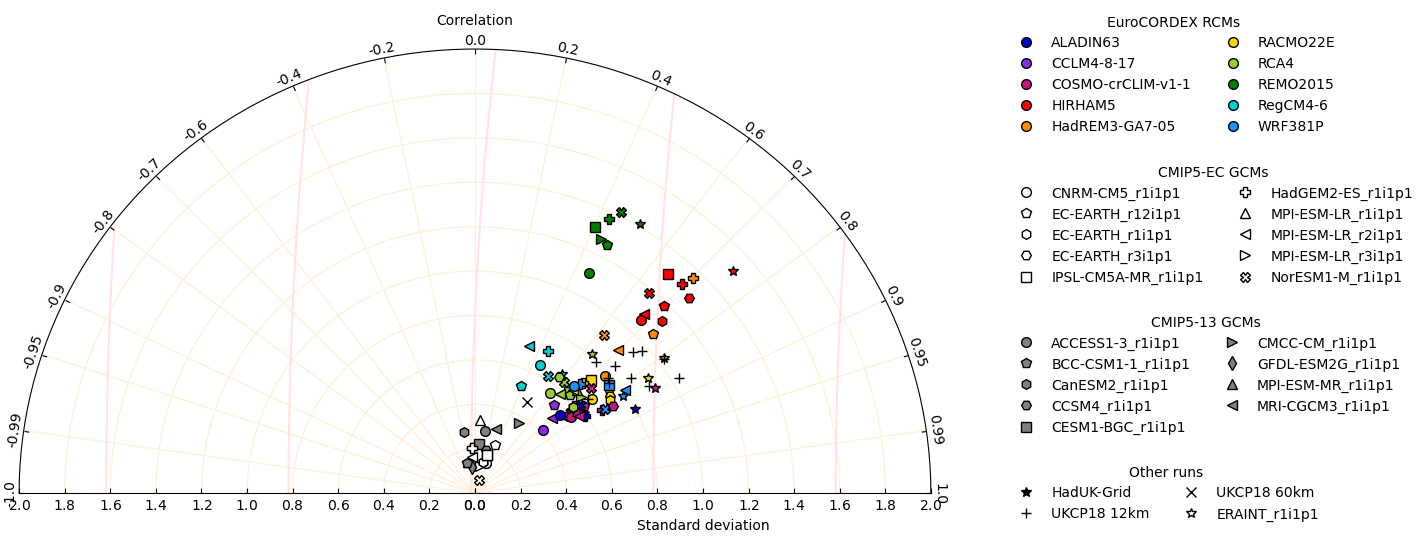 Correlation
0.0
-0.2 0.2
-0.4 0.4
-0.6 0.6
-0.7 0.7
-0.8 0.8
-0.9 0.9
-0.95 0.95
-0.99 0.99
1.0 1.0
2.0 1.8 1.6 1.4 1.2 1.0 0.8 0.6 0.4 0.2 0.0 0.0 0.2 0.4 0.6 0.8 1.0 1.2 1.4 1.6 1.8 2.0
Standard deviation
EuroCORDEX RCMs
ALADIN63 RACMO22E
CCLM4-8-17 RCA4
COSMO-crCLIM-v1-1 REMO2015
HIRHAM5 RegCM4-6
HadREM3-GA7-05 WRF381P
CMIP5-EC GCMs
CNRM-CM5_r1i1p1 HadGEM2-ES_r1i1p1
EC-EARTH_r12i1p1 MPI-ESM-LR_r1i1p1
EC-EARTH_r1i1p1 MPI-ESM-LR_r2i1p1
EC-EARTH_r3i1p1 MPI-ESM-LR_r3i1p1
IPSL-CM5A-MR_r1i1p1 NorESM1-M_r1i1p1
CMIP5-13 GCMs
ACCESS1-3_r1i1p1 CMCC-CM_r1i1p1
BCC-CSM1-1_r1i1p1 GFDL-ESM2G_r1i1p1
CanESM2_r1i1p1 MPI-ESM-MR_r1i1p1
CCSM4_r1i1p1 MRI-CGCM3_r1i1p1
CESM1-BGC_r1i1p1
Other runs
HadUK-Grid UKCP18 60km
UKCP18 12km ERAINT_r1i1p1